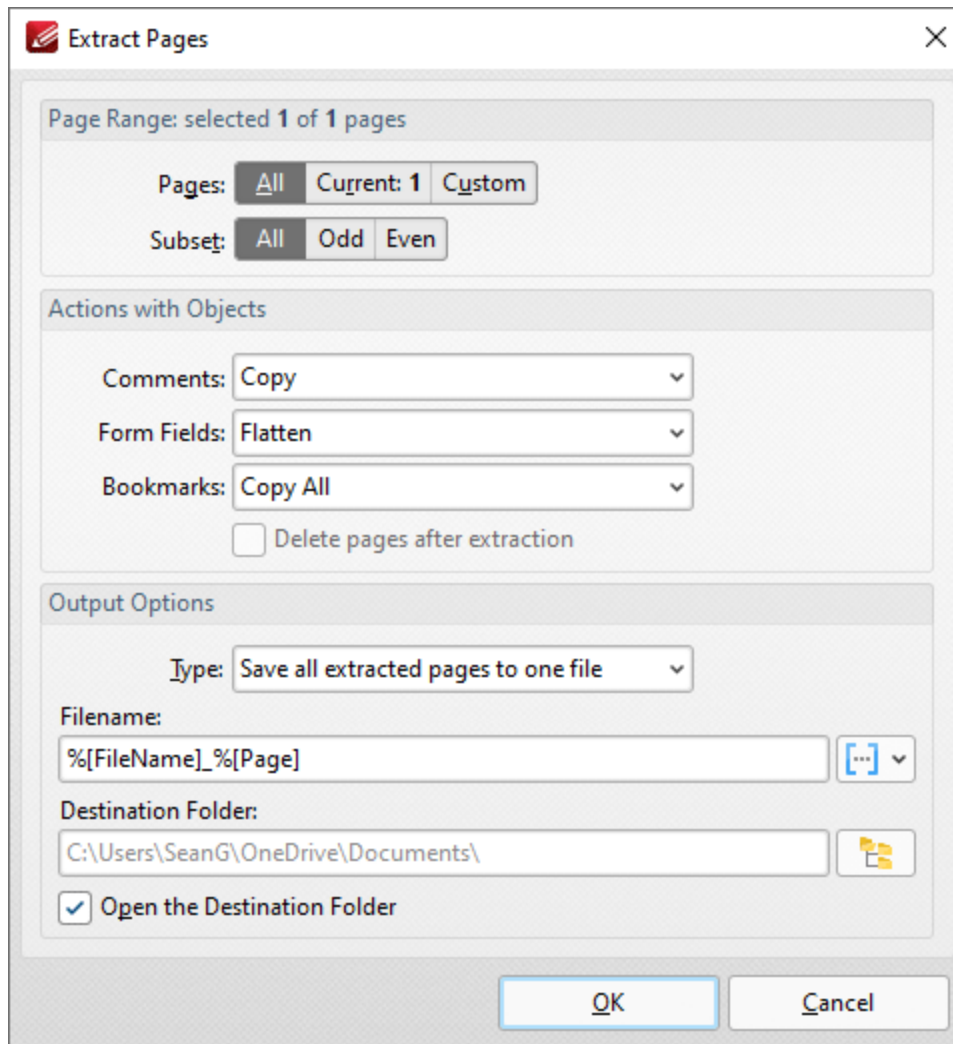 Extract Pages
Page Range: selected 1 of 1 pages
Pages: All Current: 1 Custom
Subset: All Odd Even
Actions with Objects
Comments: Copy
Form Fields: Flatten
Bookmarks: Copy All
Delete pages after extraction
Output Options
Type: Save all extracted pages to one file
Filename:
%[FileName]_%[Page]
Destination Folder:
C:\Users\SeanG\OneDrive\Documents\
Open the Destination Folder
OK Cancel